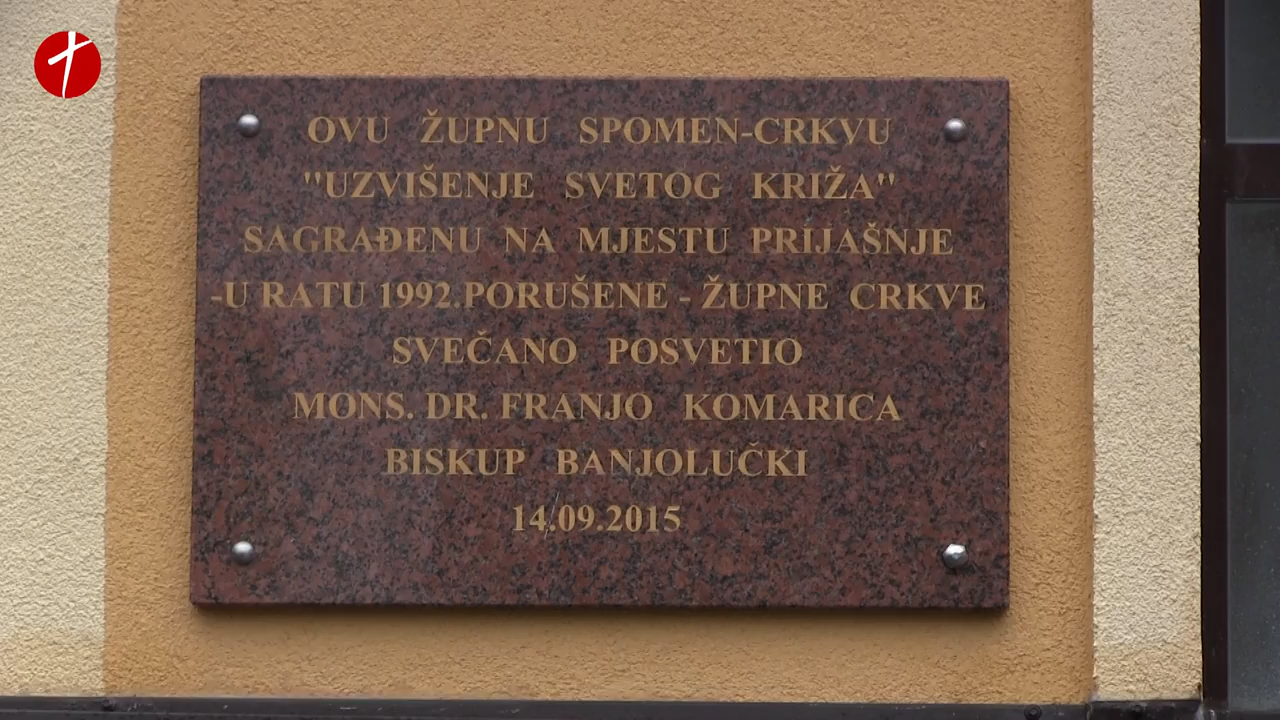 OVU ŽUPNU SPOMEN-CRKVU
"UZVIŠENJE SVETOG KRIŽA"
SAGRAĐENU NA MJESTU PRIJAŠNJE
-U RATU 1992.PORUŠENE - ŽUPNE CRKVE
SVEČANO POSVETIO
MONS. DR. FRANJO KOMARICA
BISKUP BANJOLUČKI
14.09.2015